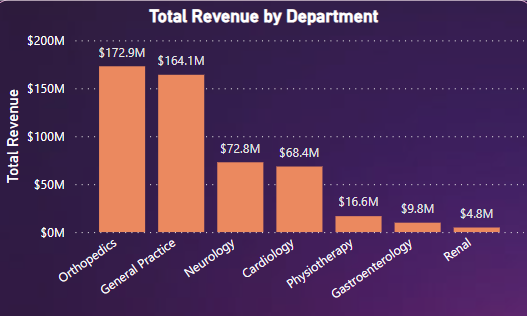 Total Revenue by Department
Total Revenue
$200M
$150M
$100M
$50M
$0M
$172.9M
$164.1M
$72.8M
$68.4M
$16.6M
$9.8M
$4.8M
Orthopedics
General Practice
Neurology
Cardiology
Physiotherapy
Gastroenterology
Renal